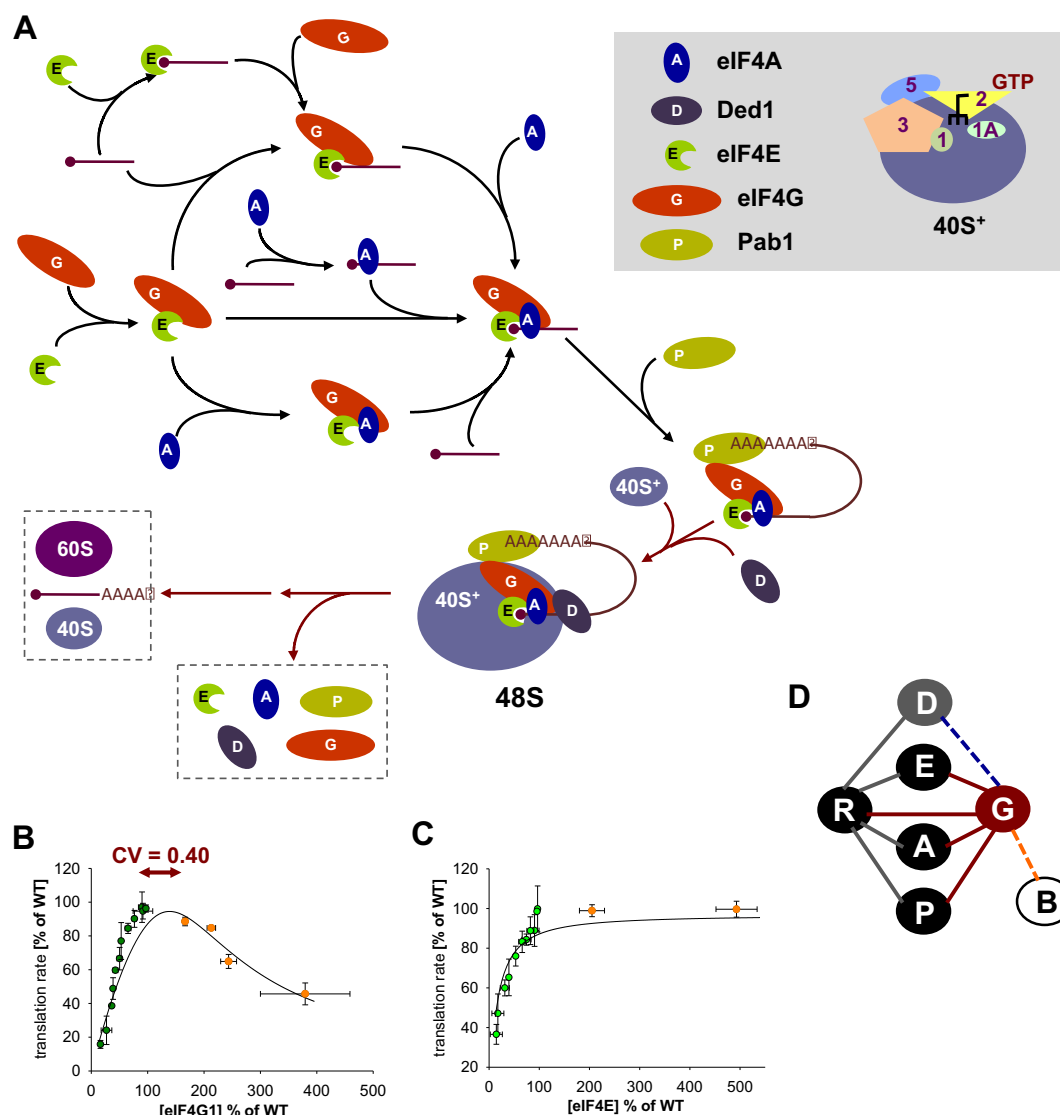 A
E
E
G
G
E
A
A
A
G
G
E
E
G
E
A
G
E
A
A
P
eIF4A
A
Ded1
D
eIF4E
E
eIF4G
G
Pab1
P
5
2
GTP
3
1
1A
40S⁺
P AAAAAAA
G
E A
40S⁺
D
P AAAAAAA
G
40S⁺
E A D
48S
60S
AAAA
40S
E A P
D G
D
D
E
R G
A
B
P
B
CV = 0.40
translation rate [% of WT]
120
100
80
60
40
20
0
0 100 200 300 400 500
[eIF4G1] % of WT
C
translation rate [% of WT]
120
100
80
60
40
20
0 100 200 300 400 500
[eIF4E] % of WT